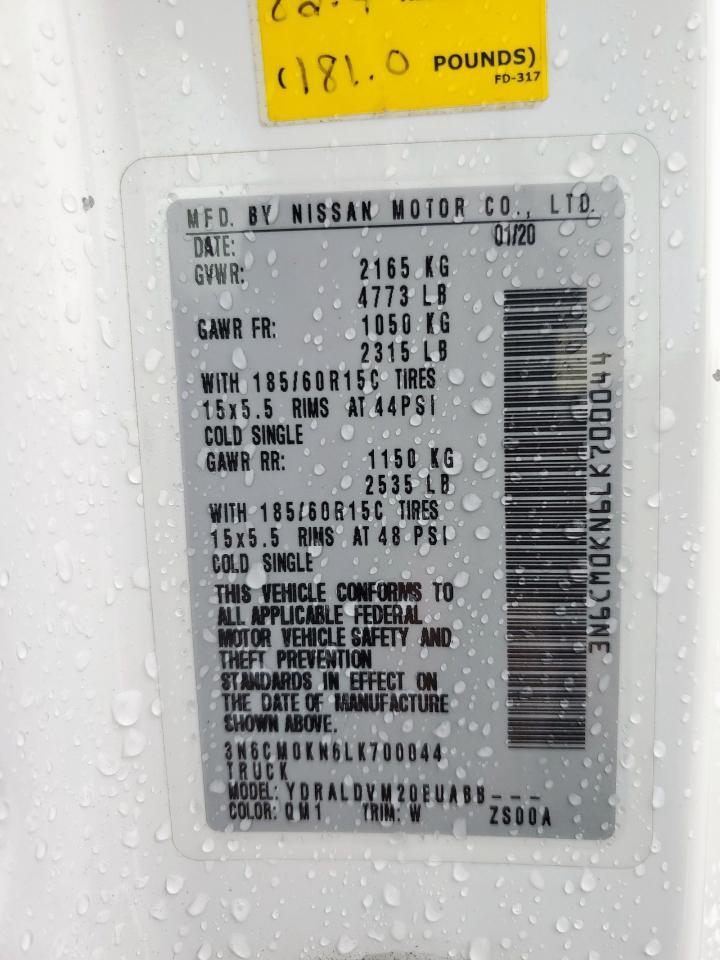 (181.0 POUNDS)
FD-317
MFD. BY NISSAN MOTOR CO., LTD.
DATE: 01/20
GVWR: 2165 KG
4773 LB
GAWR FR: 1050 KG
2315 LB
WITH 185/60R15C TIRES
15x5.5 RIMS AT 44PSI
COLD SINGLE
GAWR RR: 1150 KG
2535 LB
WITH 185/60R15C TIRES
15x5.5 RIMS AT 48 PSI
COLD SINGLE
THIS VEHICLE CONFORMS TO
ALL APPLICABLE FEDERAL
MOTOR VEHICLE SAFETY AND
THEFT PREVENTION
STANDARDS IN EFFECT ON
THE DATE OF MANUFACTURE
SHOWN ABOVE.
3N6CM0KN6LK700044
TRUCK
MODEL: YDRALDVM20EUABB---
COLOR: QM1 TRIM: W ZS00A
3N6CM0KN6LK700044